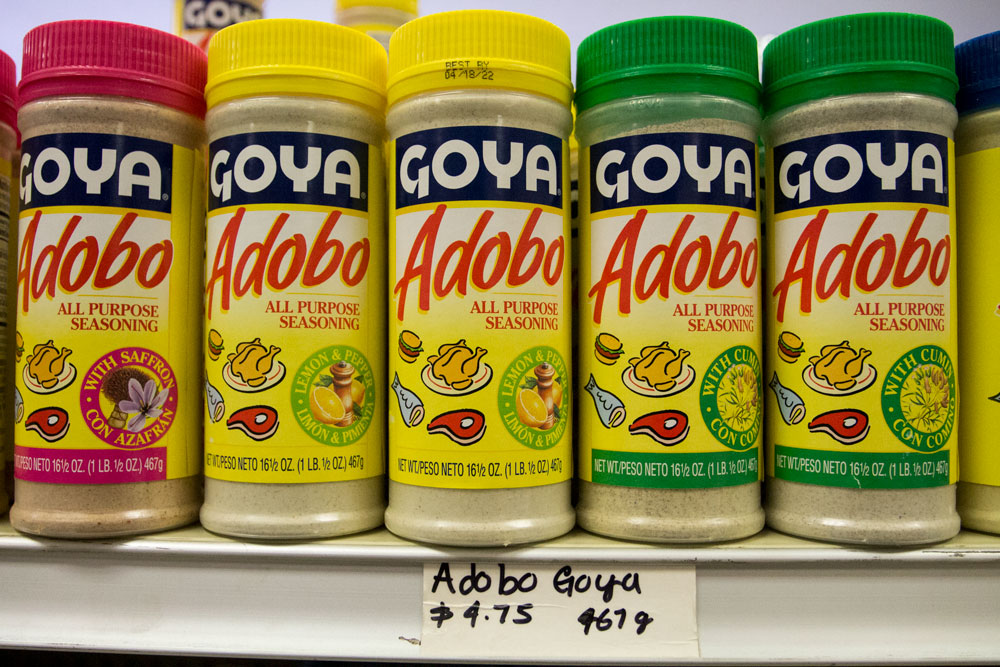 GOYA
BEST BY
04/18/22
GOYA
Adobo
ALL PURPOSE
SEASONING
WITH SAFFRON
CON AZAFRAN
NET WT/PESO NETO 16½ OZ. (1 LB. ½ OZ.) 467g
GOYA
Adobo
ALL PURPOSE
SEASONING
LEMON & PEPPER
LIMÓN & PIMIENTA
NET WT/PESO NETO 16½ OZ. (1 LB. ½ OZ.) 467g
GOYA
Adobo
ALL PURPOSE
SEASONING
LEMON & PEPPER
LIMÓN & PIMIENTA
NET WT/PESO NETO 16½ OZ. (1 LB. ½ OZ.) 467g
GOYA
Adobo
ALL PURPOSE
SEASONING
WITH CUMIN
CON COMINO
NET WT/PESO NETO 16½ OZ. (1 LB. ½ OZ.) 467g
GOYA
Adobo
ALL PURPOSE
SEASONING
WITH CUMIN
CON COMINO
NET WT/PESO NETO 16½ OZ. (1 LB. ½ OZ.) 467g
Adobo Goya
$4.75 467g